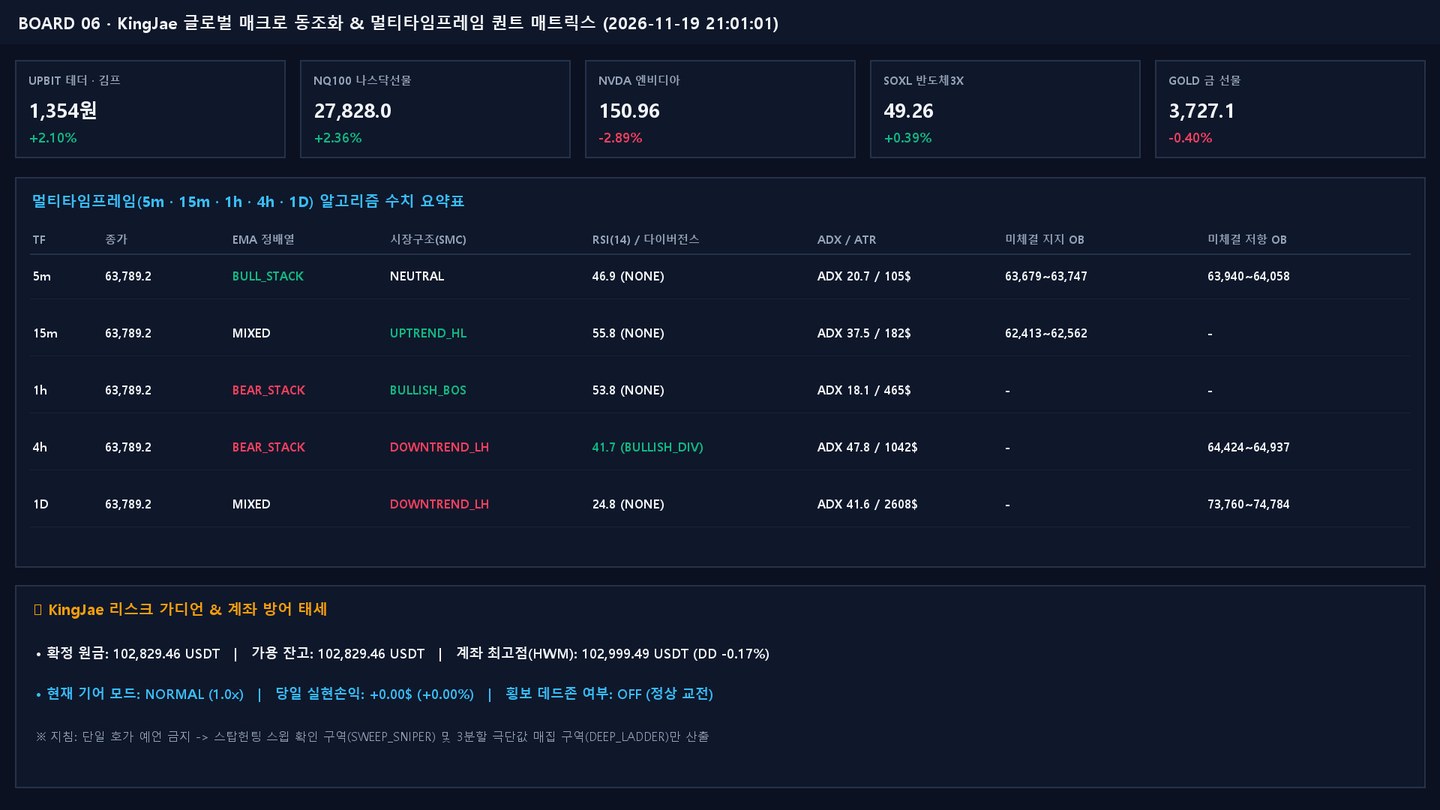 BOARD 06 · KingJae 글로벌 매크로 동조화 & 멀티타임프레임 퀀트 매트릭스 (2026-11-19 21:01:01)
UPBIT 테더 · 김프
1,354원
+2.10%
NQ100 나스닥선물
27,828.0
+2.36%
NVDA 엔비디아
150.96
-2.89%
SOXL 반도체3X
49.26
+0.39%
GOLD 금 선물
3,727.1
-0.40%
멀티타임프레임(5m · 15m · 1h · 4h · 1D) 알고리즘 수치 요약표
TF 종가 EMA 정배열 시장구조(SMC) RSI(14) / 다이버전스 ADX / ATR 미체결 지지 OB 미체결 저항 OB
5m 63,789.2 BULL_STACK NEUTRAL 46.9 (NONE) ADX 20.7 / 105$ 63,679~63,747 63,940~64,058
15m 63,789.2 MIXED UPTREND_HL 55.8 (NONE) ADX 37.5 / 182$ 62,413~62,562 -
1h 63,789.2 BEAR_STACK BULLISH_BOS 53.8 (NONE) ADX 18.1 / 465$ - -
4h 63,789.2 BEAR_STACK DOWNTREND_LH 41.7 (BULLISH_DIV) ADX 47.8 / 1042$ - 64,424~64,937
1D 63,789.2 MIXED DOWNTREND_LH 24.8 (NONE) ADX 41.6 / 2608$ - 73,760~74,784
KingJae 리스크 가디언 & 계좌 방어 태세
• 확정 원금: 102,829.46 USDT | 가용 잔고: 102,829.46 USDT | 계좌 최고점(HWM): 102,999.49 USDT (DD -0.17%)
• 현재 기어 모드: NORMAL (1.0x) | 당일 실현손익: +0.00$ (+0.00%) | 횡보 데드존 여부: OFF (정상 교전)
※ 지침: 단일 호가 예언 금지 -> 스탑헌팅 스윕 확인 구역(SWEEP_SNIPER) 및 3분할 극단값 매집 구역(DEEP_LADDER)만 산출